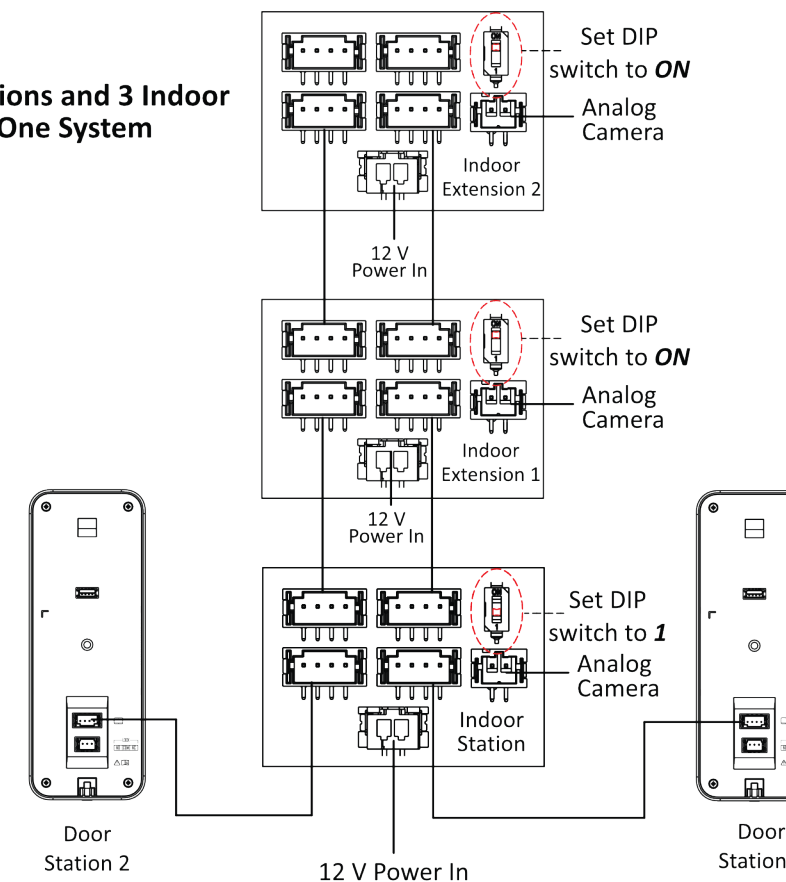 ions and 3 Indoor
One System
Set DIP
switch to ON
Analog
Camera
Indoor
Extension 2
12 V
Power In
Set DIP
switch to ON
Analog
Camera
Indoor
Extension 1
12 V
Power In
Set DIP
switch to 1
Analog
Camera
Indoor
Station
Door
Station 2
12 V Power In
Door
Station